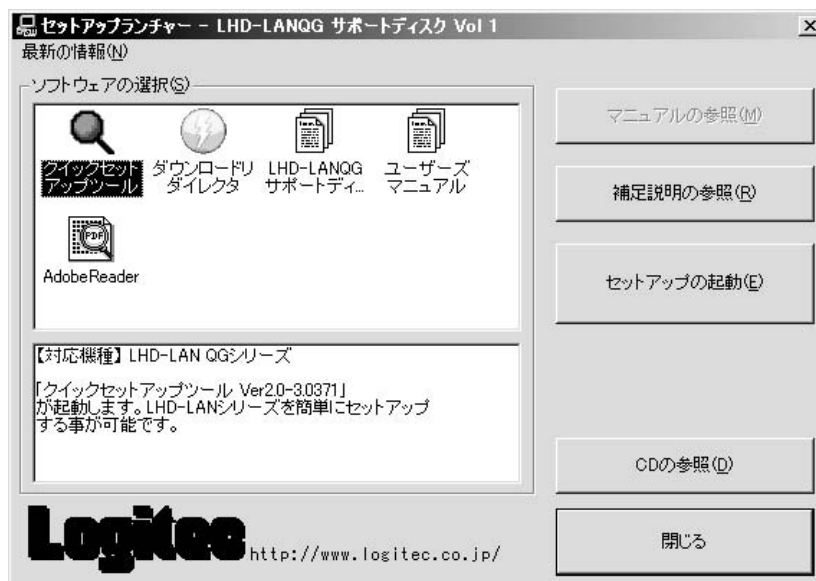 セットアップランチャー - LHD-LANQG サポートディスク Vol 1
最新の情報(N)
ソフトウェアの選択(S)
クイックセット
アップツール
ダウンロードリ
ダイレクタ
LHD-LANQG
サポートディ...
ユーザーズ
マニュアル
AdobeReader
【対応機種】 LHD-LAN QGシリーズ
「クイックセットアップツール Ver2.0-3.0371」
が起動します。LHD-LANシリーズを簡単にセットアップ
する事が可能です。
マニュアルの参照(M)
補足説明の参照(R)
セットアップの起動(E)
CDの参照(D)
閉じる
Logitec
http://www.logitec.co.jp/